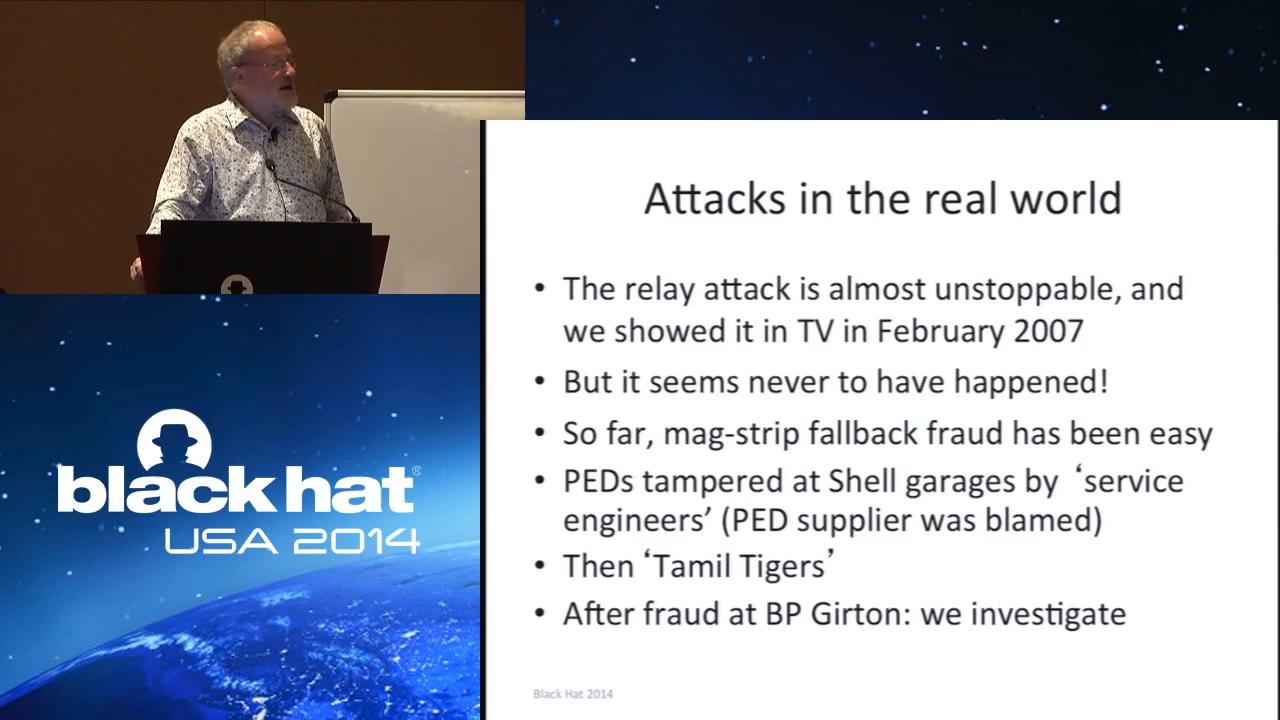 Attacks in the real world
• The relay attack is almost unstoppable, and
we showed it in TV in February 2007
• But it seems never to have happened!
• So far, mag-strip fallback fraud has been easy
• PEDs tampered at Shell garages by ‘service
engineers’ (PED supplier was blamed)
• Then ‘Tamil Tigers’
• After fraud at BP Girton: we investigate
Black Hat 2014
black hat®
USA 2014